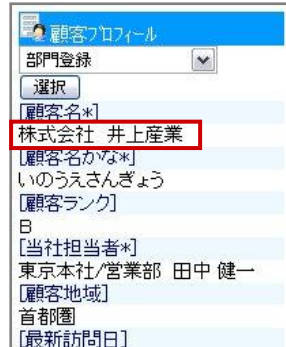 顧客ﾌﾟﾛﾌｨｰﾙ
部門登録
選択
[顧客名*]
株式会社 井上産業
[顧客名かな*]
いのうえさんぎょう
[顧客ランク]
B
[当社担当者*]
東京本社/営業部 田中 健一
[顧客地域]
首都圏
[最新訪問日]